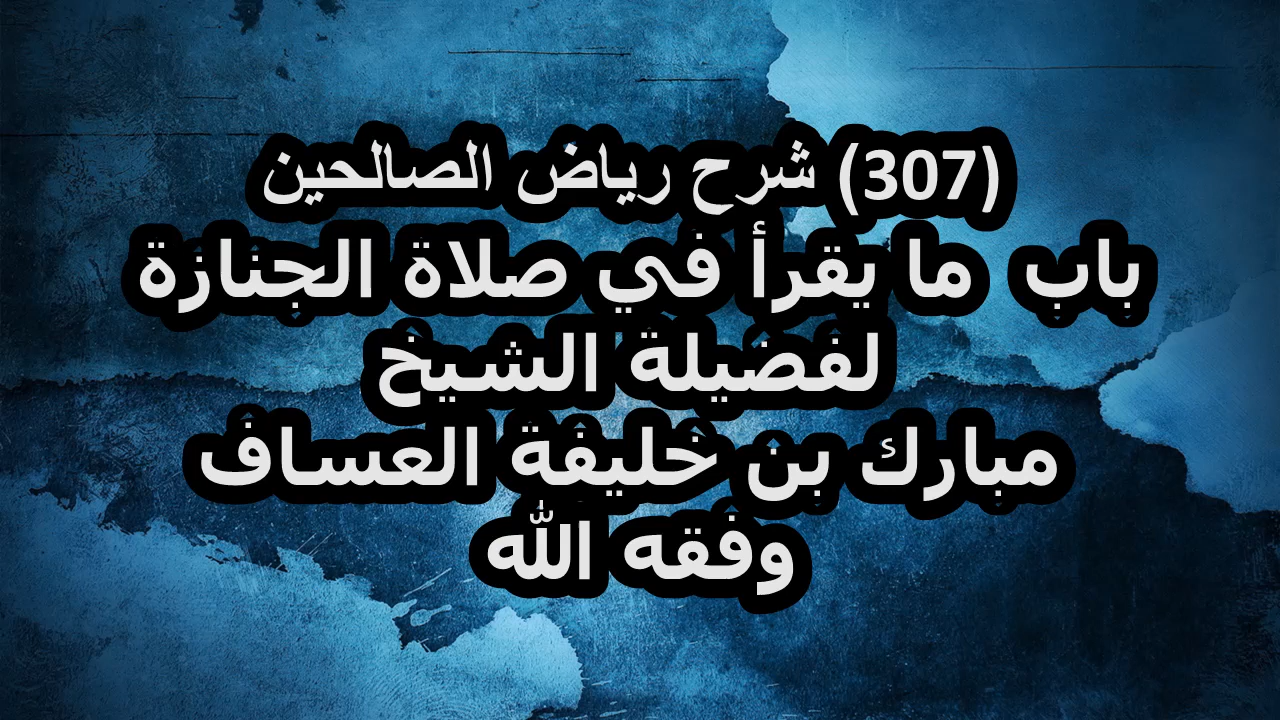 (307) شرح رياض الصالحين
باب ما يقرأ في صلاة الجنازة
لفضيلة الشيخ
مبارك بن خليفة العساف
وفقه الله